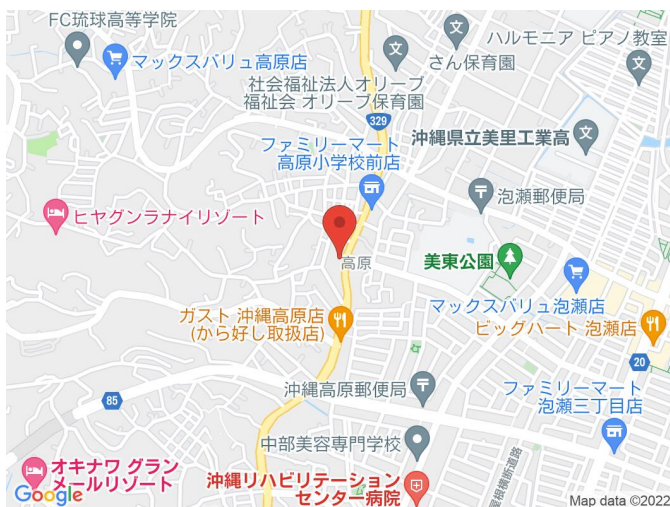 FC琉球高等学院
マックスバリュ高原店
ハルモニア ピアノ教室
さん保育園
社会福祉法人オリーブ
福祉会 オリーブ保育園
329
ファミリーマート
高原小学校前店
沖縄県立美里工業高
泡瀬郵便局
ヒヤグンラナイリゾート
高原
美東公園
マックスバリュ泡瀬店
ガスト 沖縄高原店
(から好し取扱店)
ビッグハート 泡瀬店
20
沖縄高原郵便局
ファミリーマート
泡瀬三丁目店
85
中部美容専門学校
オキナワ グラン
メールリゾート
沖縄リハビリテーション
センター病院
屋根横断道路
Google
Map data ©2022